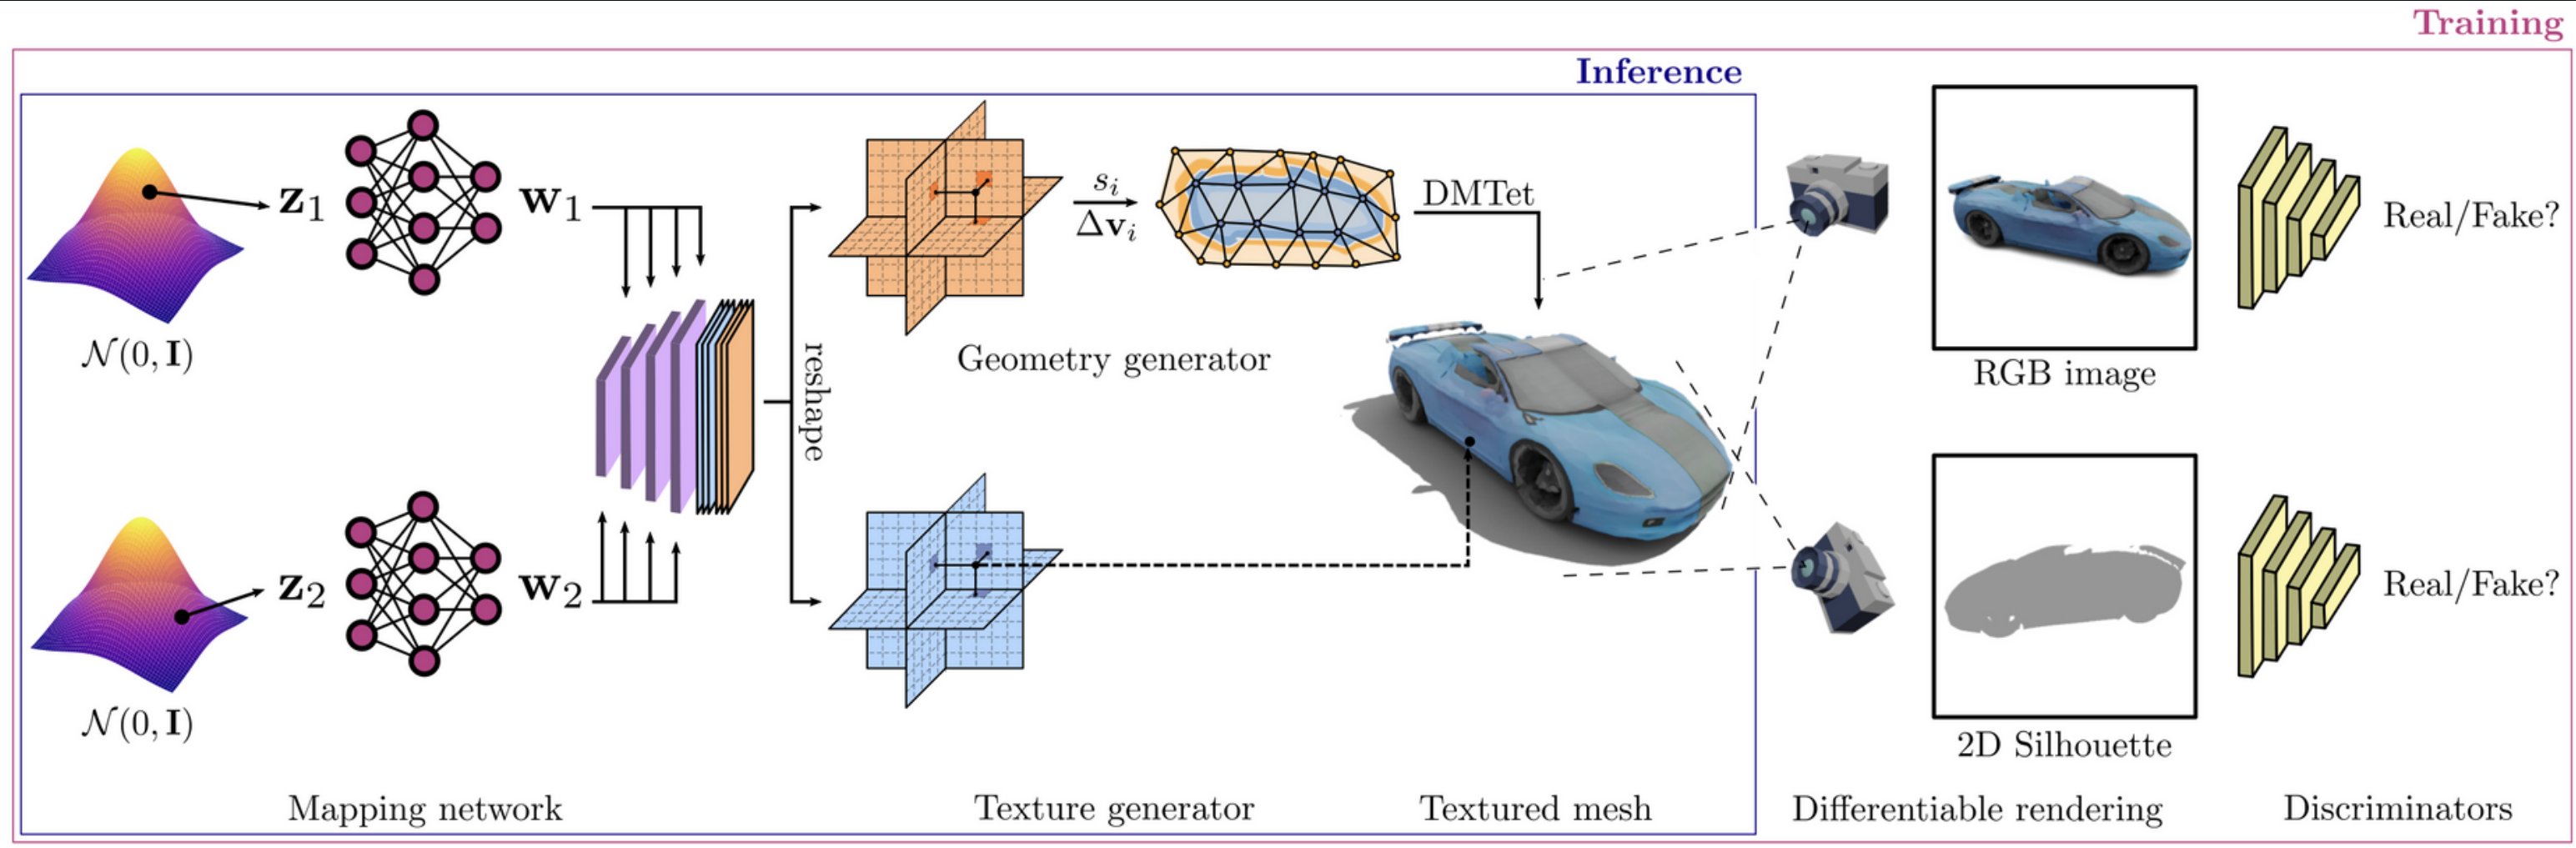 Training
Inference
z₁
w₁
𝒩(0, I)
reshape
sᵢ
Δvᵢ
DMTet
Geometry generator
RGB image
Real/Fake?
z₂
w₂
𝒩(0, I)
2D Silhouette
Real/Fake?
Mapping network
Texture generator
Textured mesh
Differentiable rendering
Discriminators